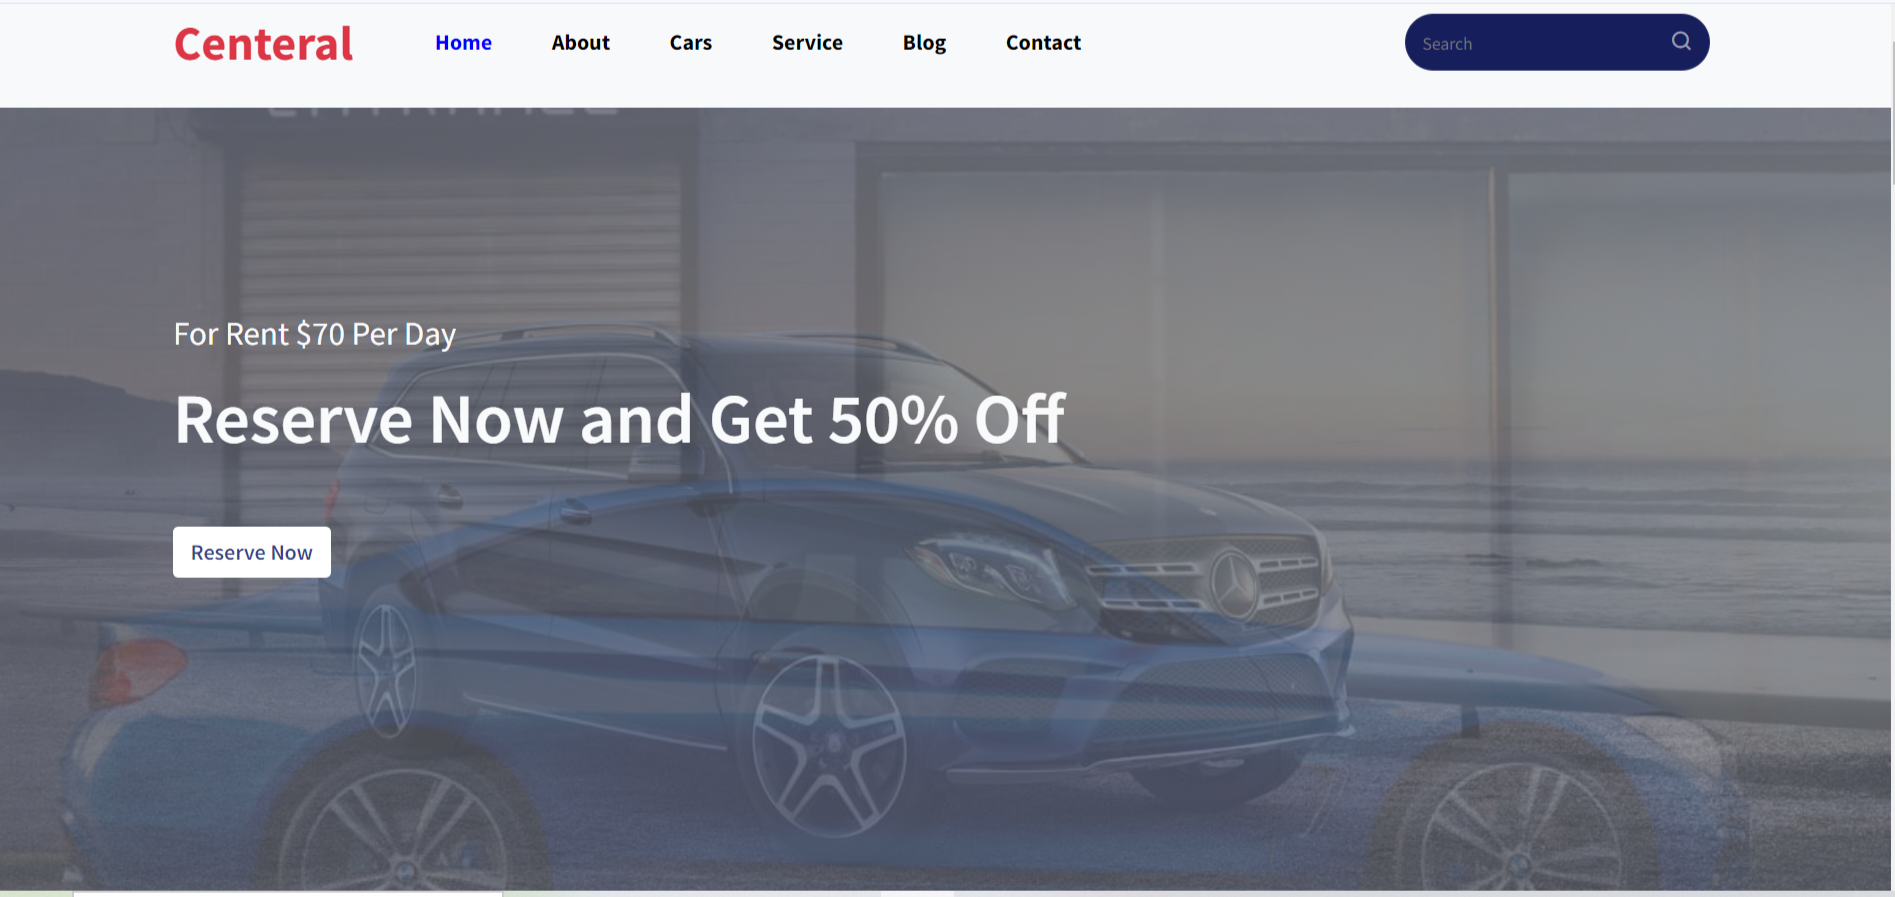 Centeral Home About Cars Service Blog Contact Search
For Rent $70 Per Day
Reserve Now and Get 50% Off
Reserve Now